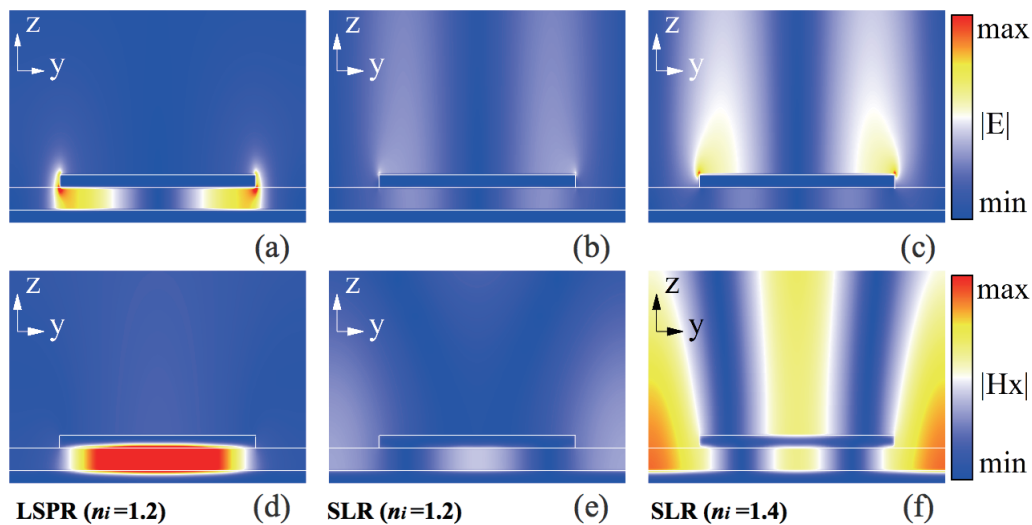 z
y
z
y
z
y
max
|E|
min
(a)
(b)
(c)
z
y
z
y
z
y
max
|Hx|
min
LSPR (ni=1.2)
(d)
SLR (ni=1.2)
(e)
SLR (ni=1.4)
(f)